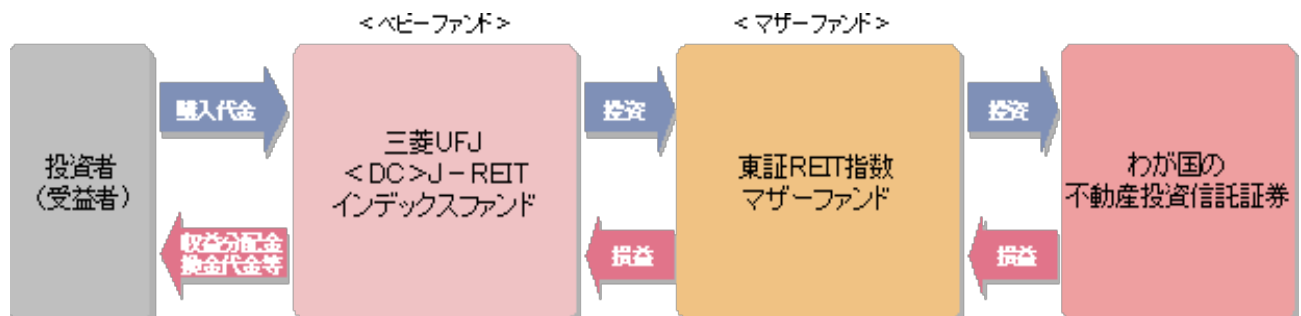 <ベビーファンド>
<マザーファンド>
投資者
(受益者)
購入代金
収益分配金
換金代金等
三菱UFJ
<DC>J-REIT
インデックスファンド
投資
損益
東証REIT指数
マザーファンド
投資
損益
わが国の
不動産投資信託証券